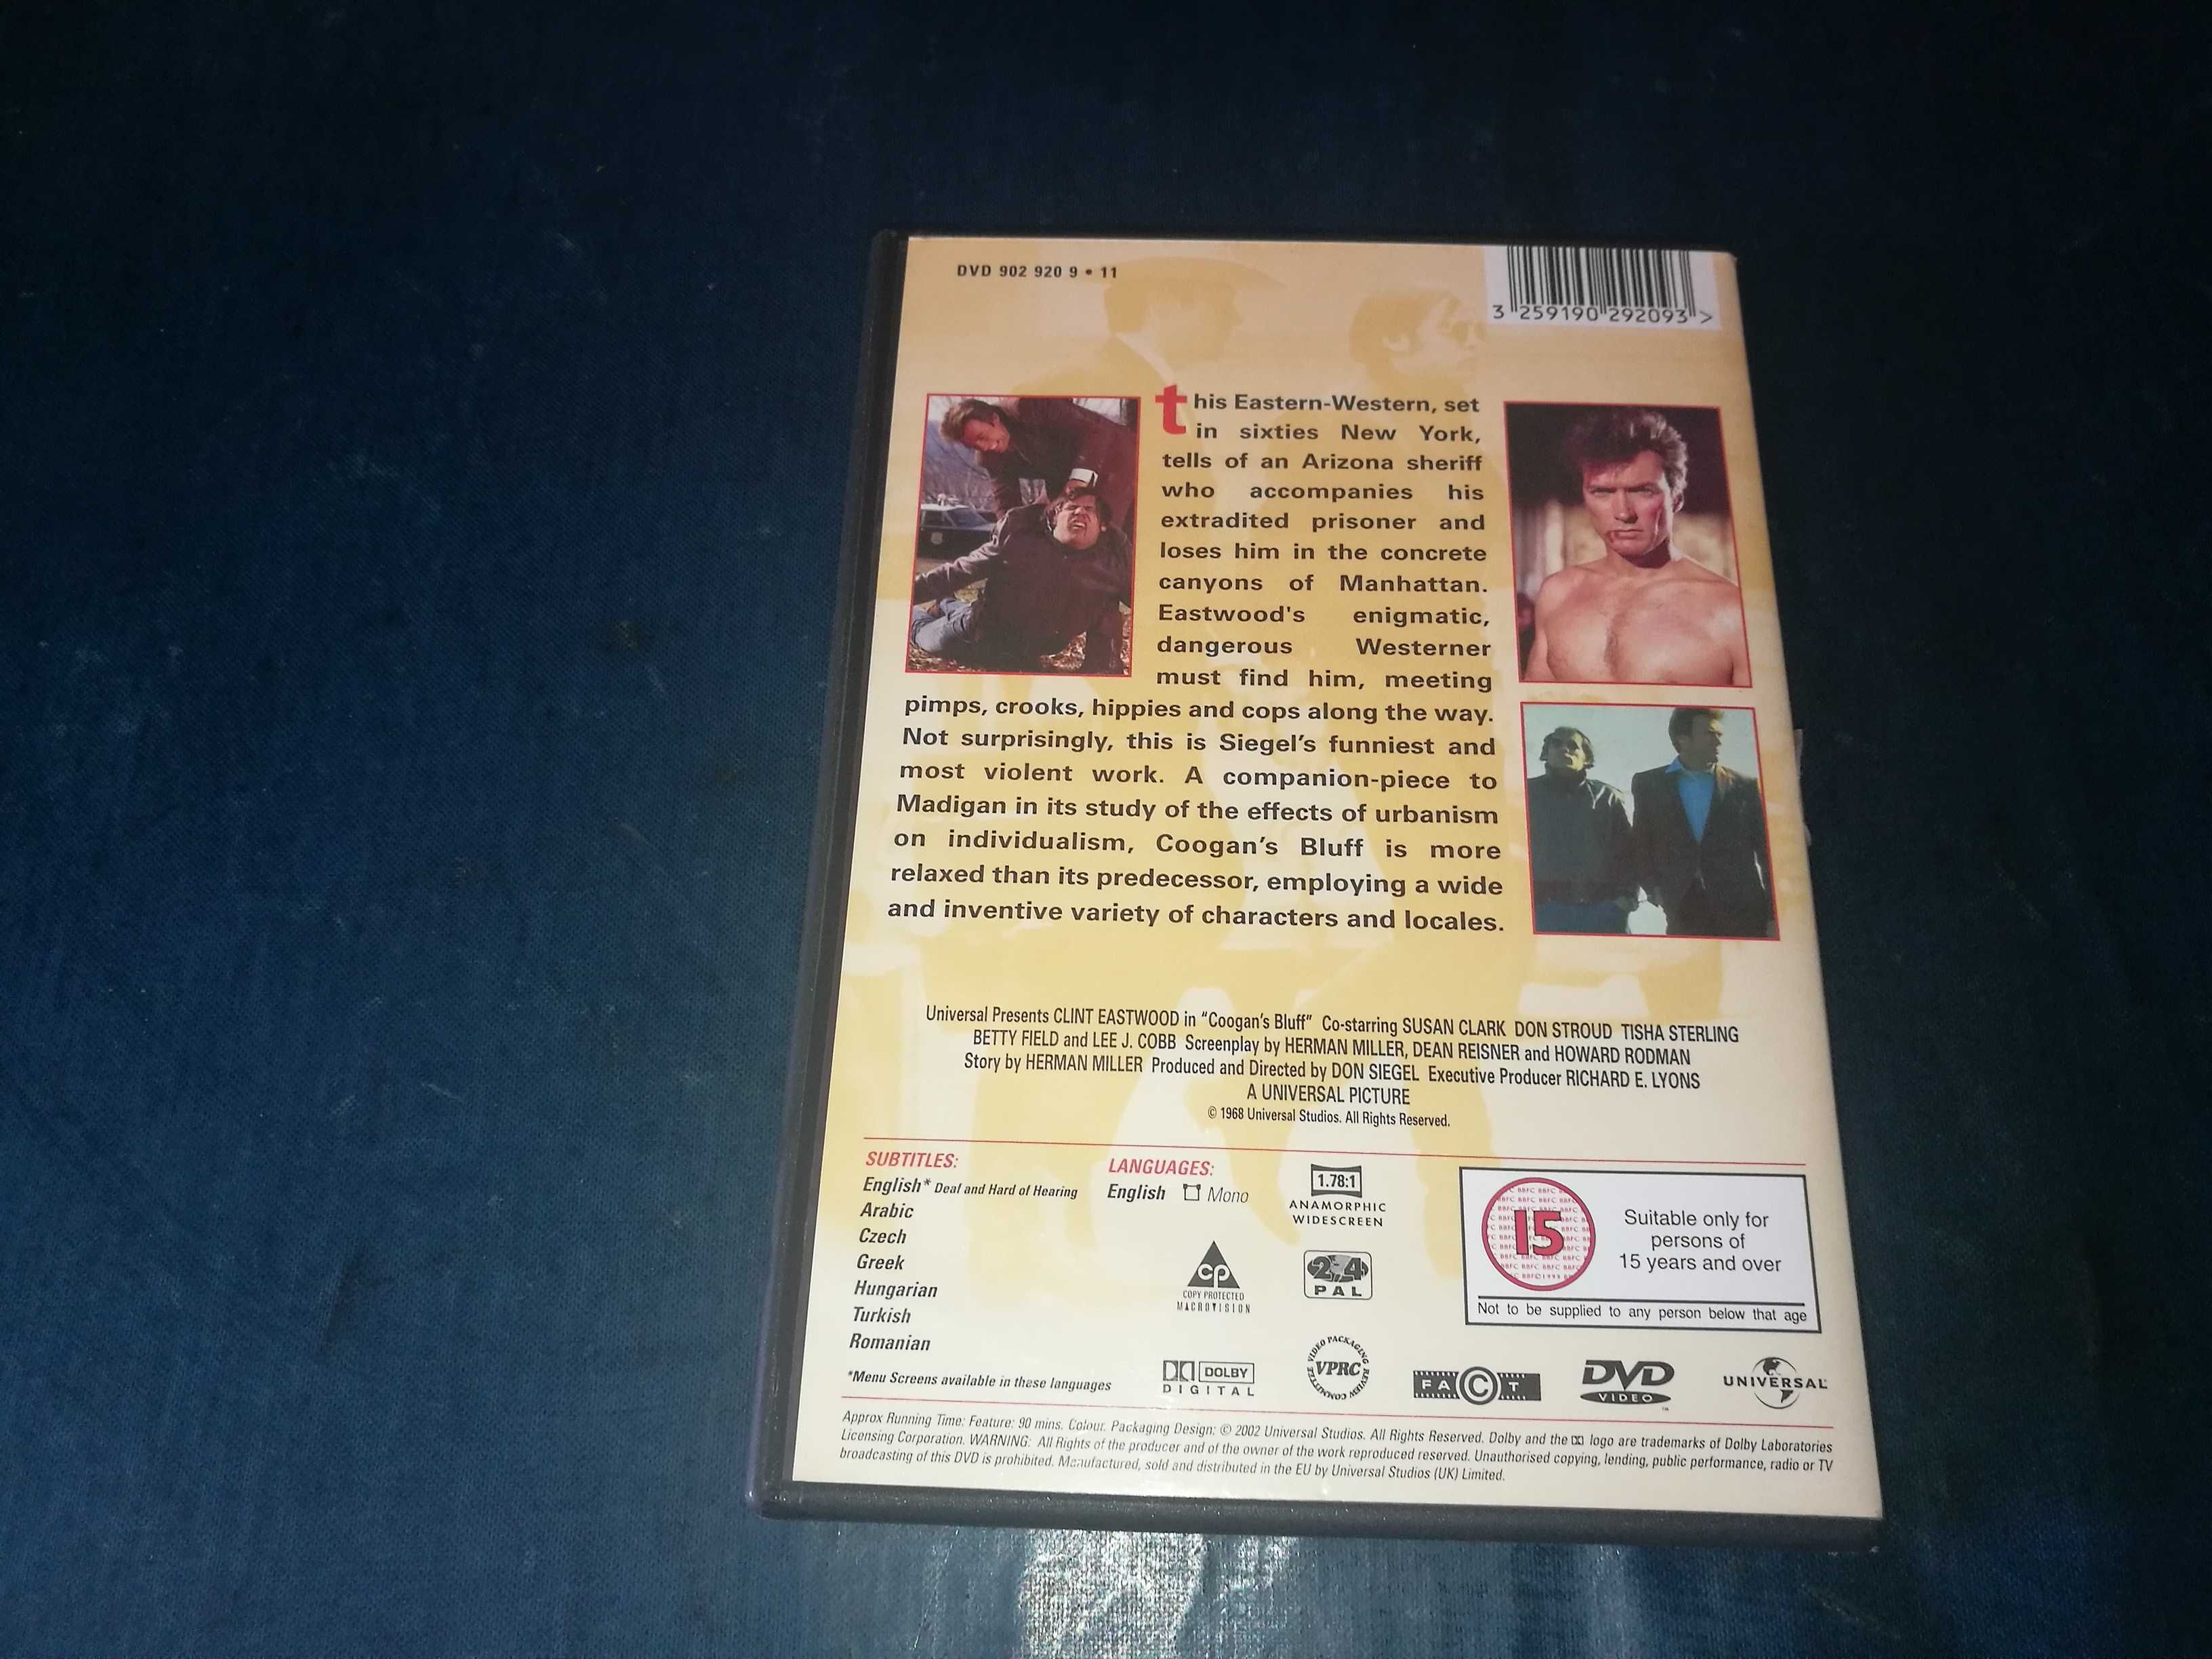 DVD 902 920 9 • 11
3 259190 292093 >
this Eastern-Western, set
in sixties New York,
tells of an Arizona sheriff
who accompanies his
extradited prisoner and
loses him in the concrete
canyons of Manhattan.
Eastwood's enigmatic,
dangerous Westerner
must find him, meeting
pimps, crooks, hippies and cops along the way.
Not surprisingly, this is Siegel's funniest and
most violent work. A companion-piece to
Madigan in its study of the effects of urbanism
on individualism, Coogan's Bluff is more
relaxed than its predecessor, employing a wide
and inventive variety of characters and locales.
Universal Presents CLINT EASTWOOD in "Coogan's Bluff" Co-starring SUSAN CLARK DON STROUD TISHA STERLING
BETTY FIELD and LEE J. COBB Screenplay by HERMAN MILLER, DEAN REISNER and HOWARD RODMAN
Story by HERMAN MILLER Produced and Directed by DON SIEGEL Executive Producer RICHARD E. LYONS
A UNIVERSAL PICTURE
© 1968 Universal Studios. All Rights Reserved.
SUBTITLES:
English* Deaf and Hard of Hearing
Arabic
Czech
Greek
Hungarian
Turkish
Romanian
*Menu Screens available in these languages
LANGUAGES:
English Mono
1.78:1
ANAMORPHIC
WIDESCREEN
CP
COPY PROTECTED
MACROVISION
2 4
PAL
DOLBY
DIGITAL
VIDEO PACKAGING REVIEW COMMITTEE
VPRC
FACT
DVD
VIDEO
UNIVERSAL
15
Suitable only for
persons of
15 years and over
Not to be supplied to any person below that age
Approx Running Time: Feature: 90 mins. Colour. Packaging Design: © 2002 Universal Studios. All Rights Reserved. Dolby and the logo are trademarks of Dolby Laboratories
Licensing Corporation. WARNING: All Rights of the producer and of the owner of the work reproduced reserved. Unauthorised copying, lending, public performance, radio or TV
broadcasting of this DVD is prohibited. Manufactured, sold and distributed in the EU by Universal Studios (UK) Limited.